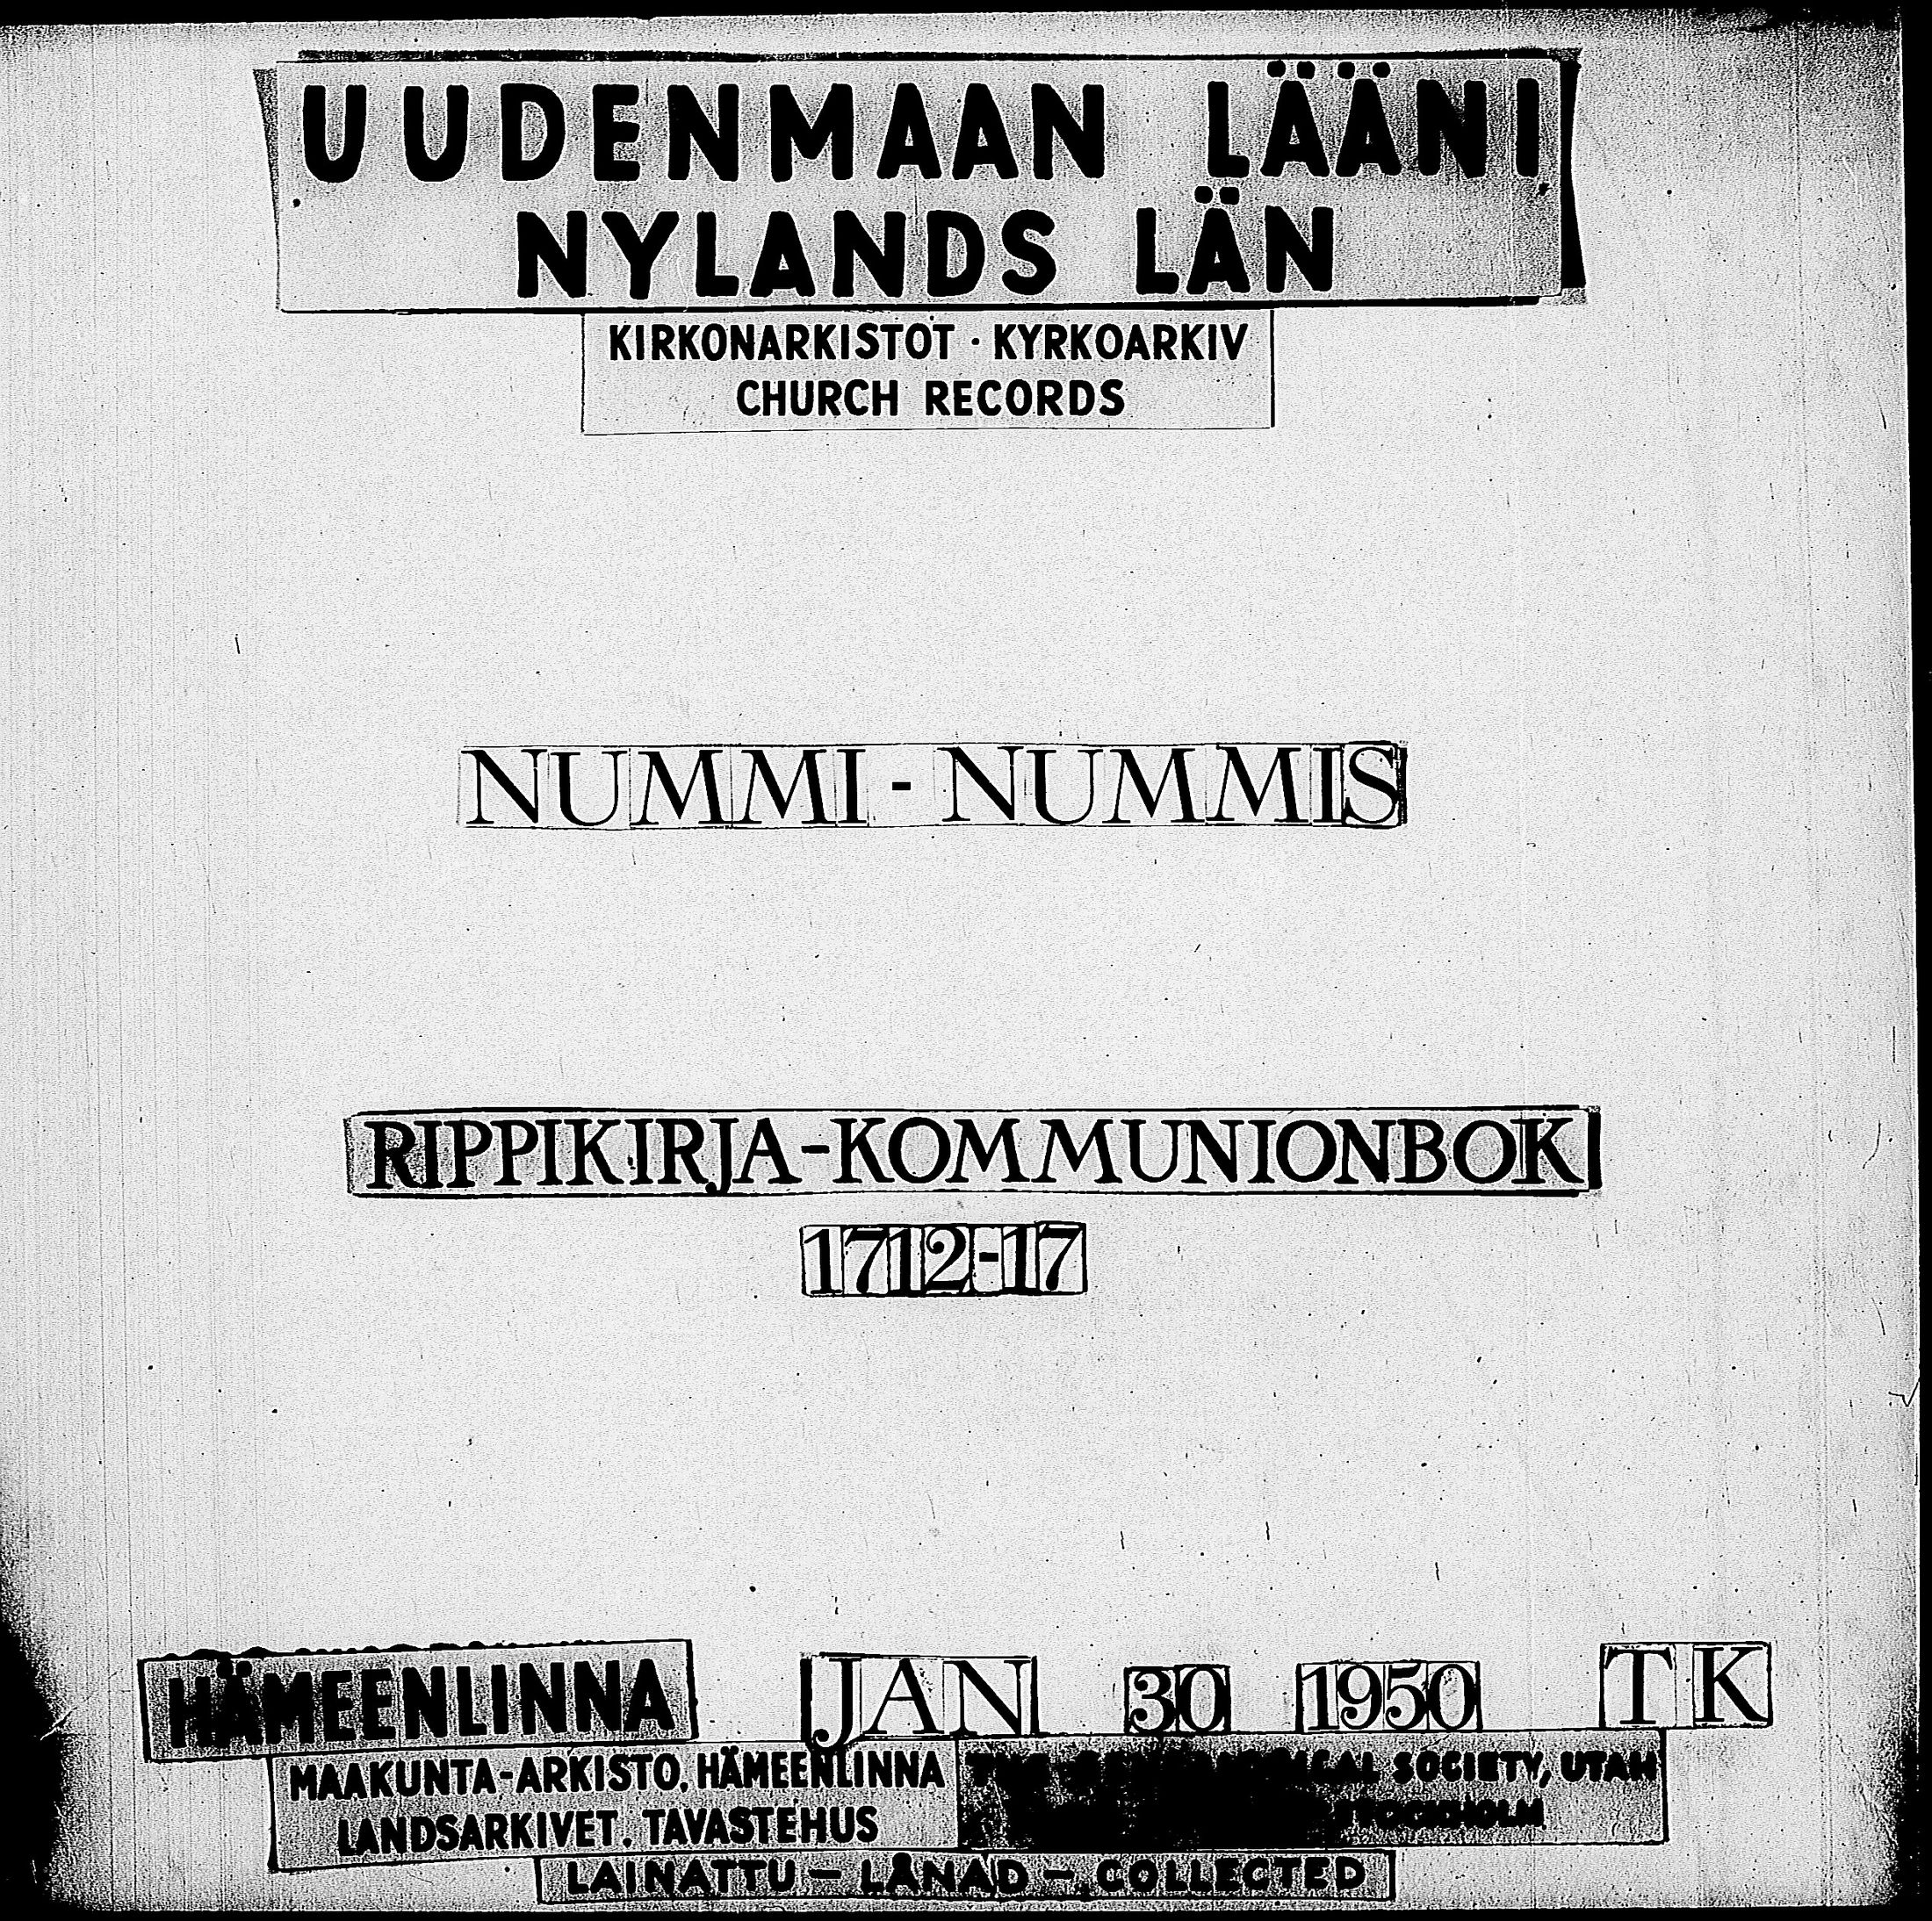 UUDENMAAN LÄÄNI
NYLANDS LÄN
KIRKONARKISTOT · KYRKOARKIV
CHURCH RECORDS
NUMMI - NUMMIS
RIPPIKIRJA-KOMMUNIONBOK
1712-17
HÄMEENLINNA JAN 30 1950 TK
MAAKUNTA-ARKISTO, HÄMEENLINNA
LANDSARKIVET, TAVASTEHUS
SOCIETY, UTAH
STOCKHOLM
LAINATTU - LÅNAD - COLLECTED